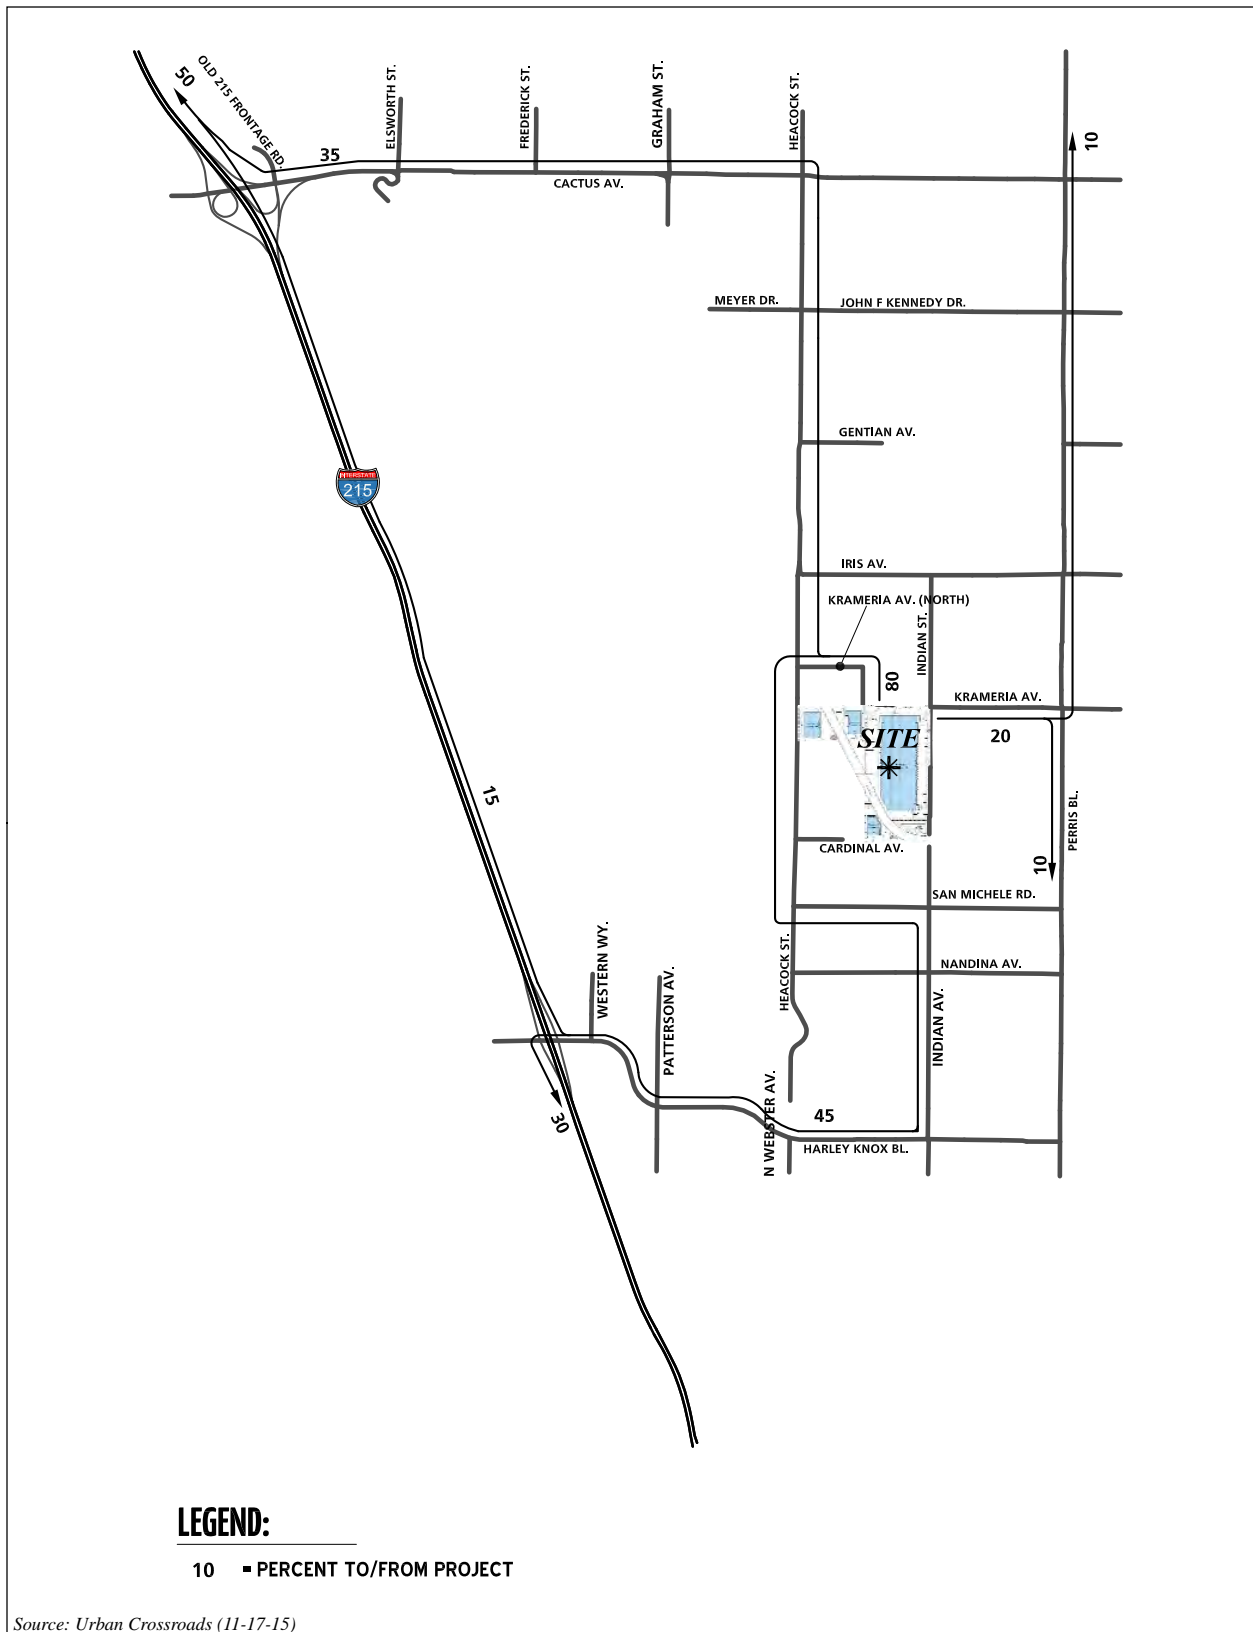 50
OLD 215 FRONTAGE RD.
ELSWORTH ST.
FREDERICK ST.
GRAHAM ST.
HEACOCK ST.
35
10
CACTUS AV.
MEYER DR.
JOHN F KENNEDY DR.
GENTIAN AV.
INTERSTATE
215
IRIS AV.
KRAMERIA AV. (NORTH)
INDIAN ST.
80
KRAMERIA AV.
SITE
20
15
PERRIS BL.
CARDINAL AV.
10
SAN MICHELE RD.
WESTERN WY.
PATTERSON AV.
HEACOCK ST.
NANDINA AV.
INDIAN AV.
30
N WEBSTER AV.
45
HARLEY KNOX BL.
LEGEND:
10 = PERCENT TO/FROM PROJECT
Source: Urban Crossroads (11-17-15)